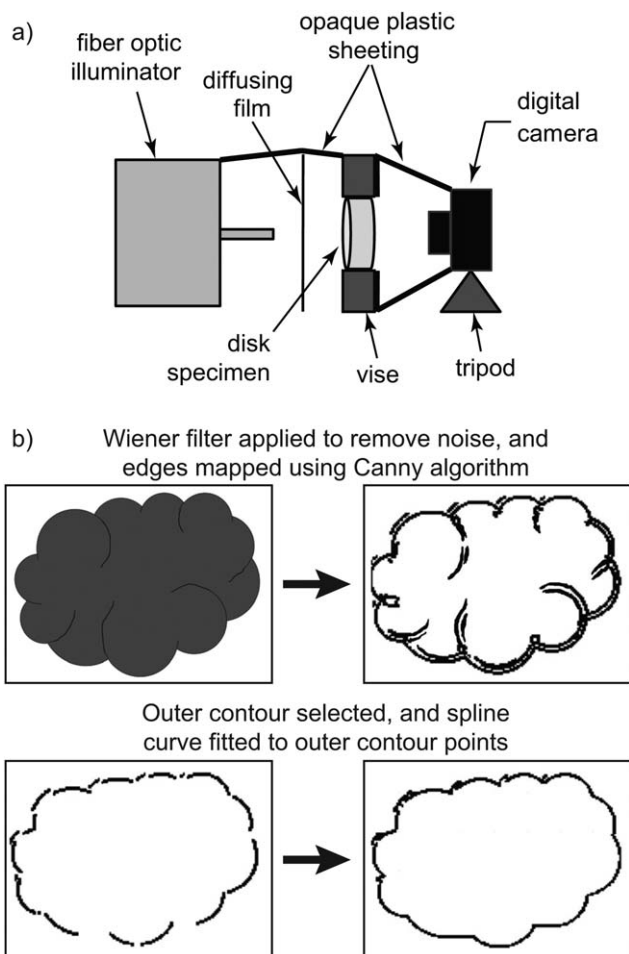 a)
fiber optic
illuminator
diffusing
film
opaque plastic
sheeting
digital
camera
disk
specimen
vise
tripod
b)
Wiener filter applied to remove noise, and
edges mapped using Canny algorithm
Outer contour selected, and spline
curve fitted to outer contour points